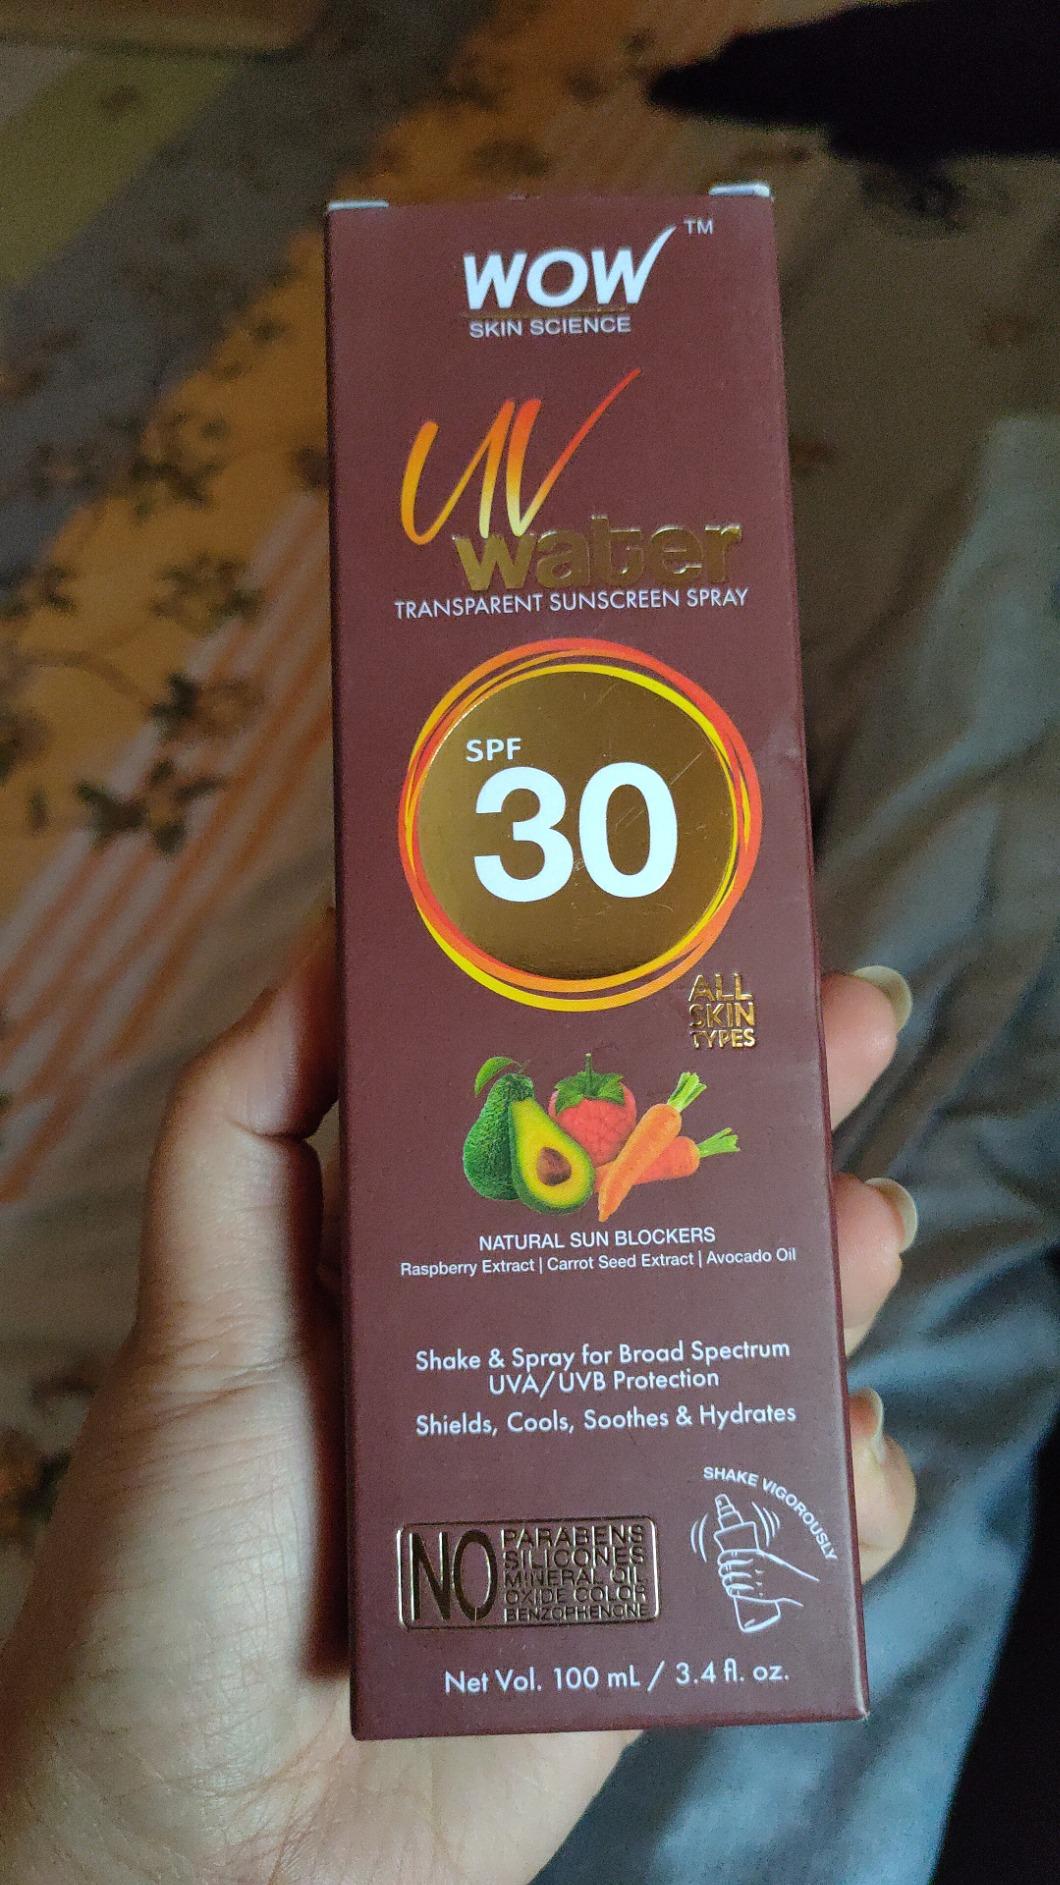 WOW TM
SKIN SCIENCE
UV
water
TRANSPARENT SUNSCREEN SPRAY
SPF
30
ALL
SKIN
TYPES
NATURAL SUN BLOCKERS
Raspberry Extract | Carrot Seed Extract | Avocado Oil
Shake & Spray for Broad Spectrum
UVA/UVB Protection
Shields, Cools, Soothes & Hydrates
SHAKE VIGOROUSLY
NO PARABENS
SILICONES
MINERAL OIL
OXIDE COLOR
BENZOPHENONE
Net Vol. 100 mL / 3.4 fl. oz.